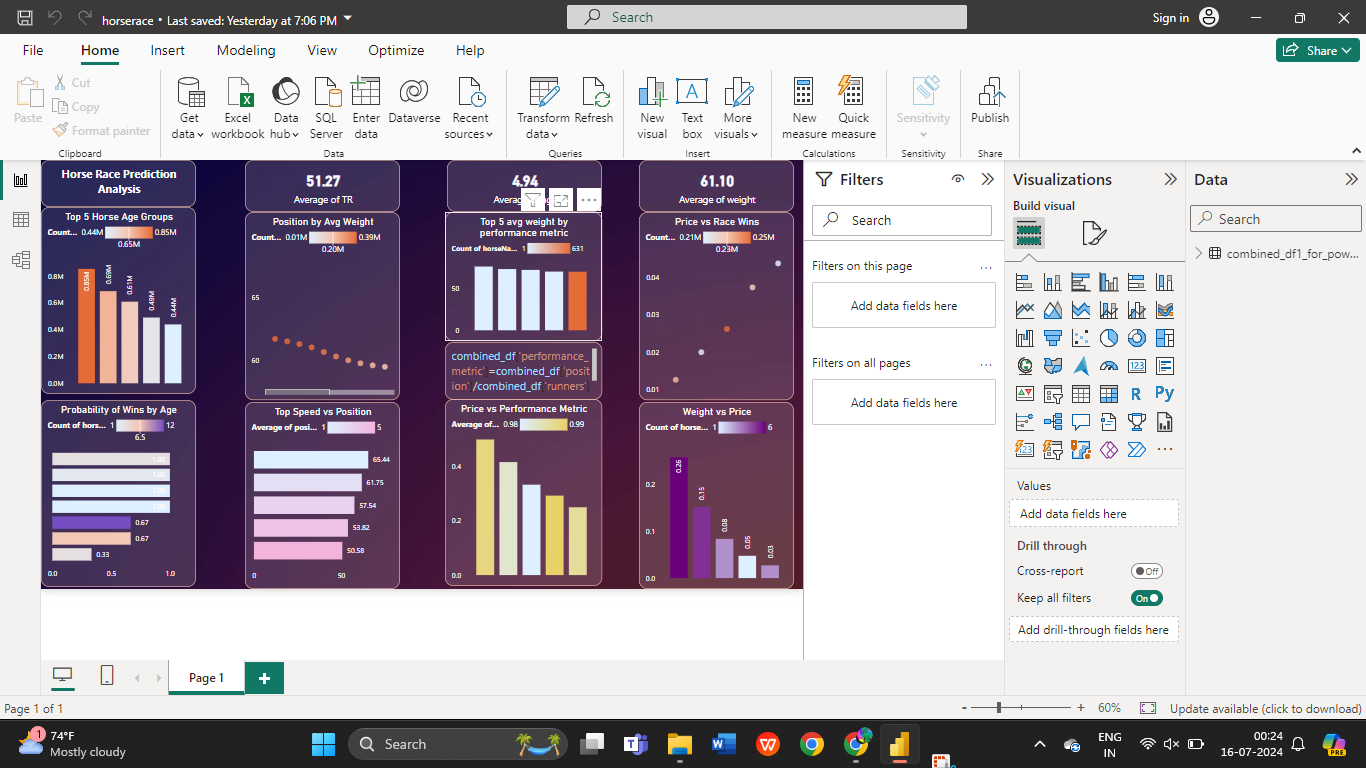 horserace • Last saved: Yesterday at 7:06 PM
Search
Sign in
File Home Insert Modeling View Optimize Help
Share
Paste
Cut
Copy
Format painter
Clipboard
Get data
Excel workbook
Data hub
SQL Server
Enter data
Dataverse
Recent sources
Data
Transform data
Refresh
Queries
New visual
Text box
More visuals
Insert
New measure
Quick measure
Calculations
Sensitivity
Sensitivity
Publish
Share
Horse Race Prediction
Analysis
51.27
Average of TR
4.94
61.10
Average of weight
Top 5 Horse Age Groups
Count... 0.44M 0.85M
0.65M
0.8M
0.6M
0.4M
0.2M
0.0M
0.85M
0.69M
0.61M
0.49M
0.44M
Position by Avg Weight
Count... 0.01M 0.39M
0.20M
65
60
Top 5 avg weight by
performance metric
Count of horseNa... 1 631
50
0
combined_df 'performance_
metric' =combined_df 'posit
ion' /combined_df 'runners'
Price vs Race Wins
Count... 0.21M 0.25M
0.23M
0.04
0.03
0.03
0.02
0.01
Probability of Wins by Age
Count of hors... 1 12
6.5
1.00
1.00
1.00
1.00
0.67
0.67
0.33
0.0 0.5 1.0
Top Speed vs Position
Average of posi... 1 5
65.44
61.75
57.54
53.82
50.58
0 50
Price vs Performance Metric
Average of... 0.98 0.99
0.4
0.2
0.0
Weight vs Price
Count of horse... 1 6
0.2
0.1
0.0
0.26
0.15
0.08
0.05
0.03
Filters
Search
Filters on this page ...
Add data fields here
Filters on all pages ...
Add data fields here
Visualizations
Build visual
R Py
123
Values
Add data fields here
Drill through
Cross-report Off
Keep all filters On
Add drill-through fields here
Data
Search
combined_df1_for_pow...
Page 1
+
Page 1 of 1
- + 60%
Update available (click to download)
1
74°F
Mostly cloudy
Search
ENG
IN
00:24
16-07-2024
PRE